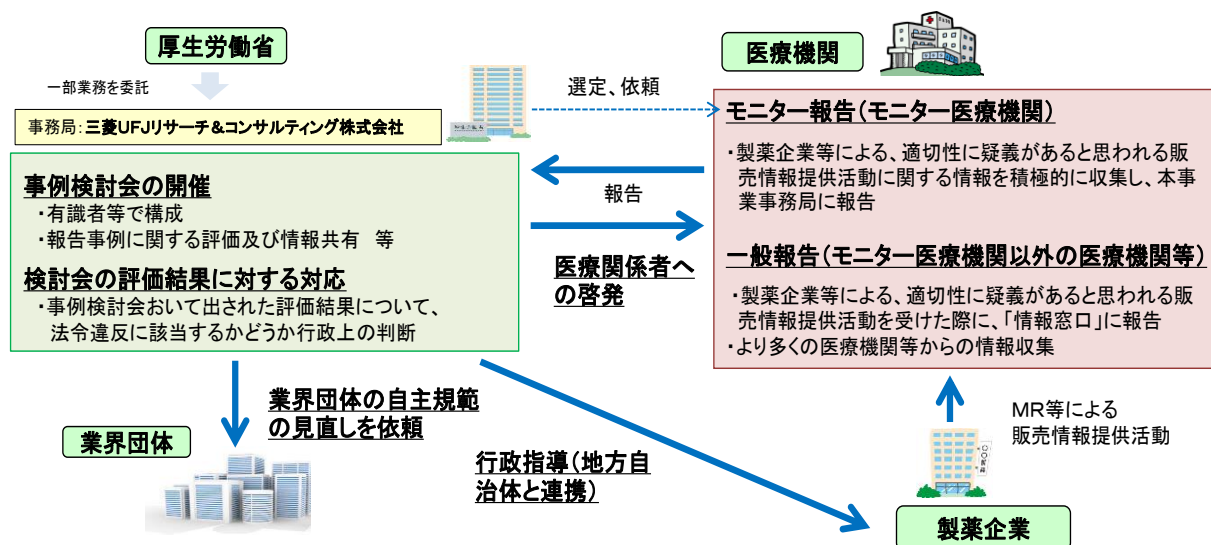 厚生労働省
一部業務を委託
事務局：三菱UFJリサーチ＆コンサルティング株式会社
事例検討会の開催
・有識者等で構成
・報告事例に関する評価及び情報共有　等
検討会の評価結果に対する対応
・事例検討会おいて出された評価結果について、
法令違反に該当するかどうか行政上の判断
選定、依頼
報告
医療関係者へ
の啓発
医療機関
モニター報告（モニター医療機関）
・製薬企業等による、適切性に疑義があると思われる販
売情報提供活動に関する情報を積極的に収集し、本事
業事務局に報告
一般報告（モニター医療機関以外の医療機関等）
・製薬企業等による、適切性に疑義があると思われる販
売情報提供活動を受けた際に、「情報窓口」に報告
・より多くの医療機関等からの情報収集
業界団体の自主規範
の見直しを依頼
業界団体
行政指導（地方自
治体と連携）
MR等による
販売情報提供活動
製薬企業